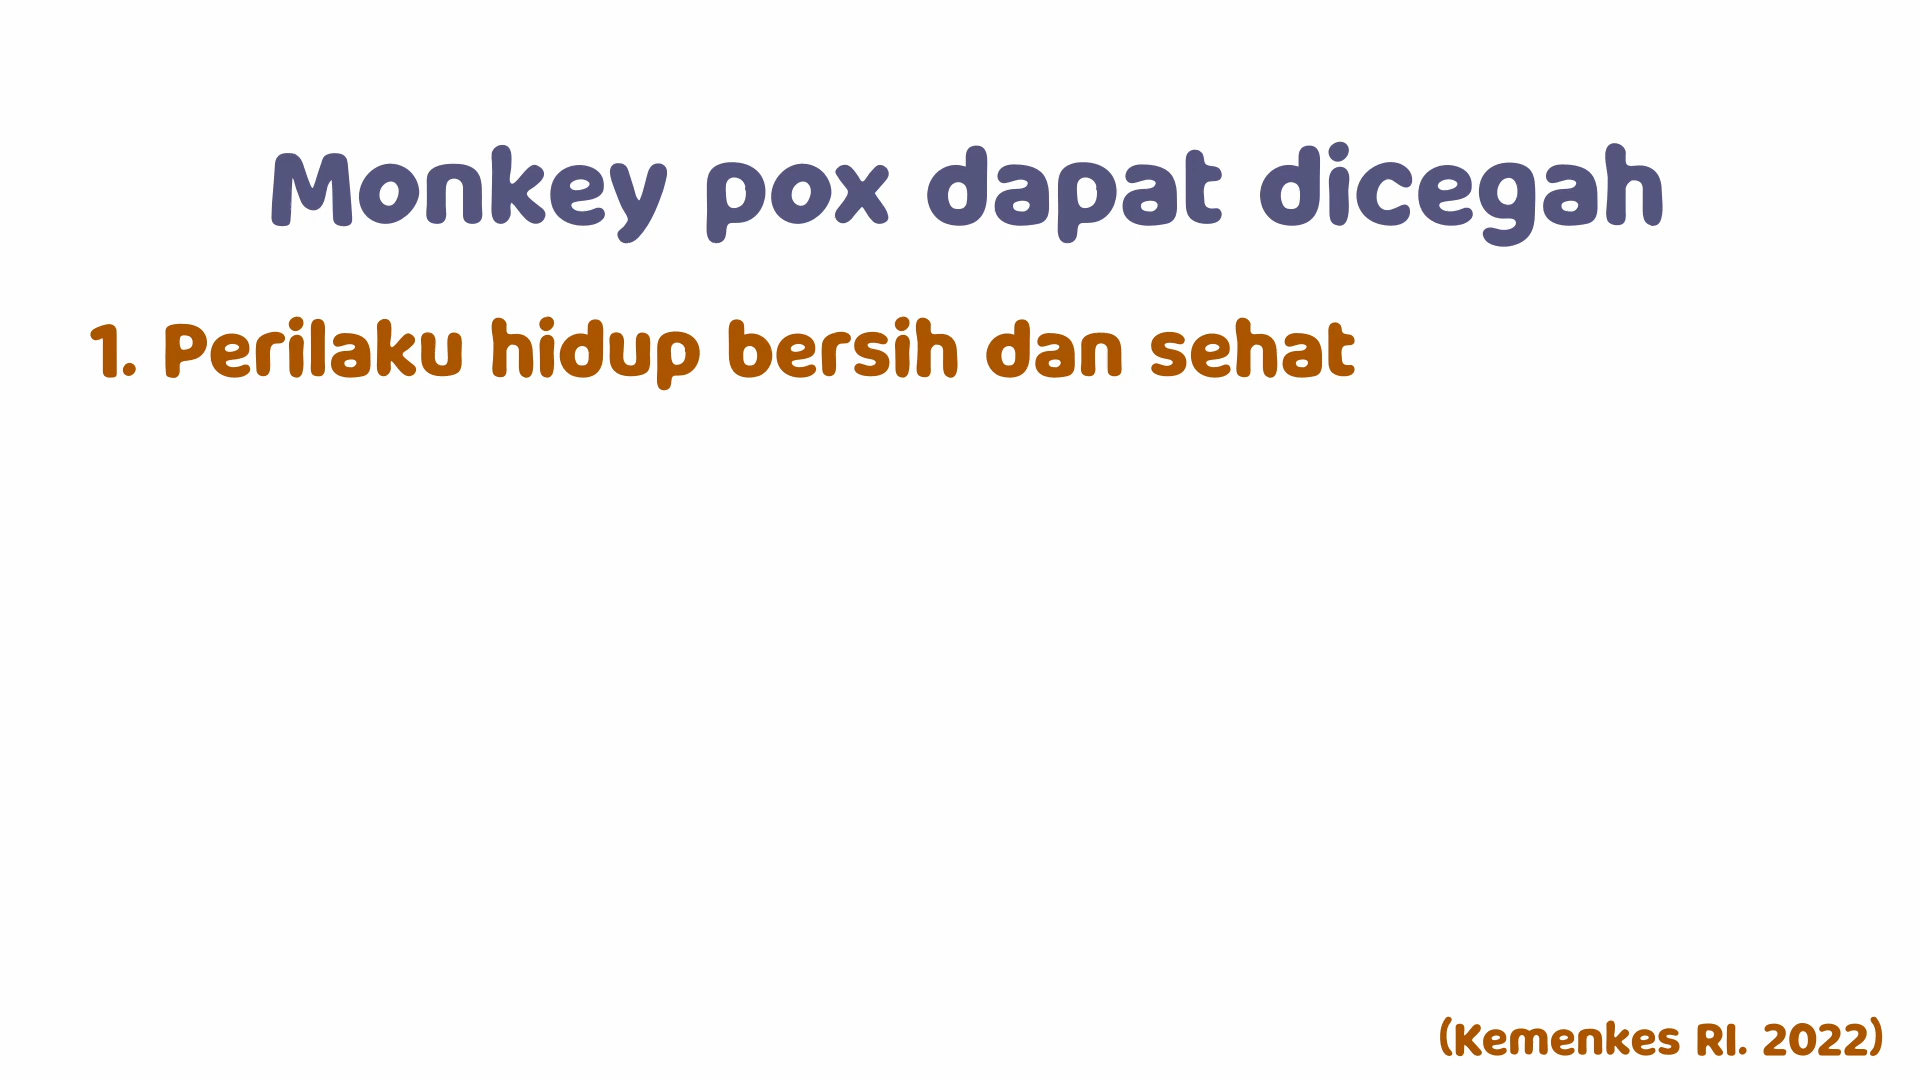 Monkey pox dapat dicegah
1. Perilaku hidup bersih dan sehat
(Kemenkes RI. 2022)